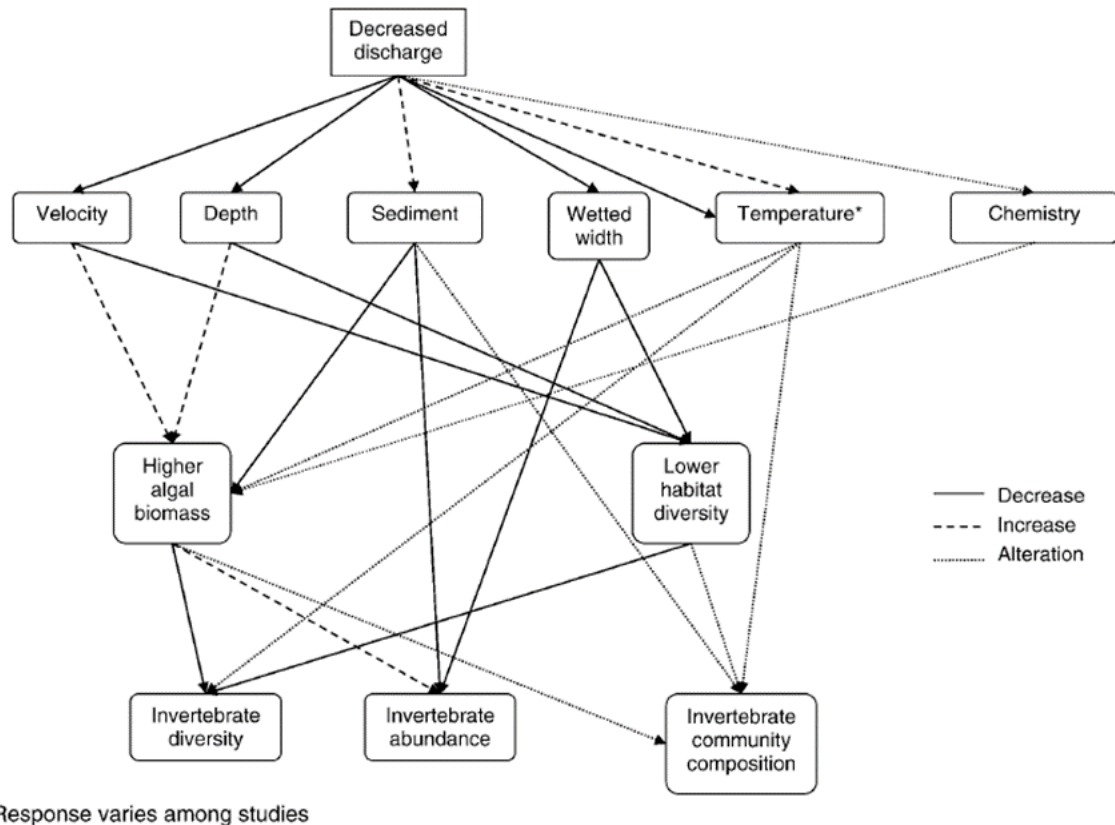 Decreased
discharge
Velocity
Depth
Sediment
Wetted
width
Temperature*
Chemistry
Higher
algal
biomass
Lower
habitat
diversity
Decrease
Increase
Alteration
Invertebrate
diversity
Invertebrate
abundance
Invertebrate
community
composition
Response varies among studies